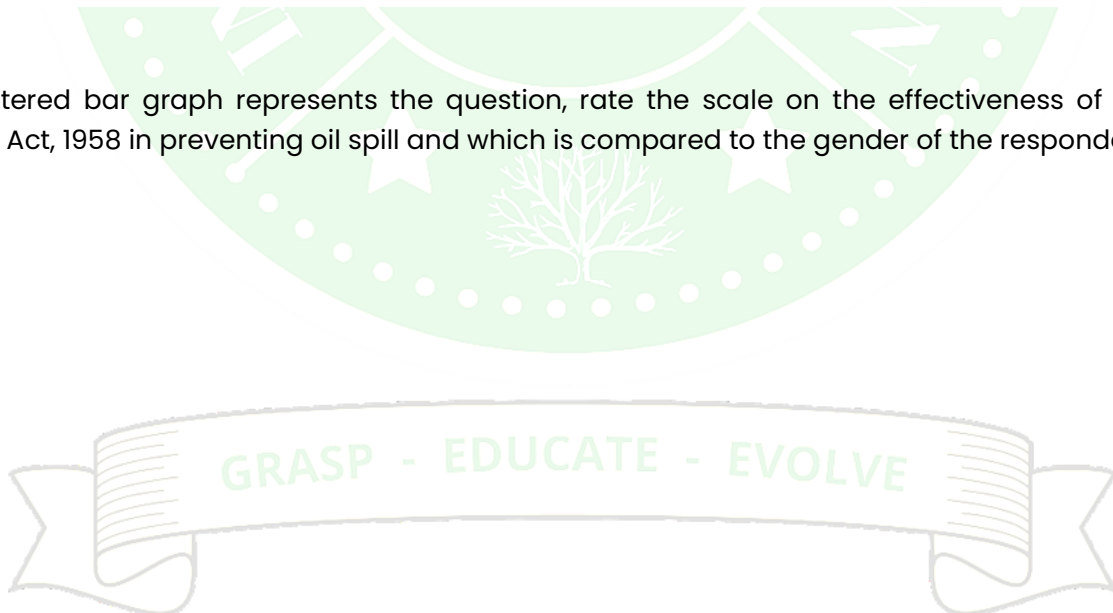 tered bar graph represents the question, rate the scale on the effectiveness of
Act, 1958 in preventing oil spill and which is compared to the gender of the
GRASP - EDUCATE - EVOLVE